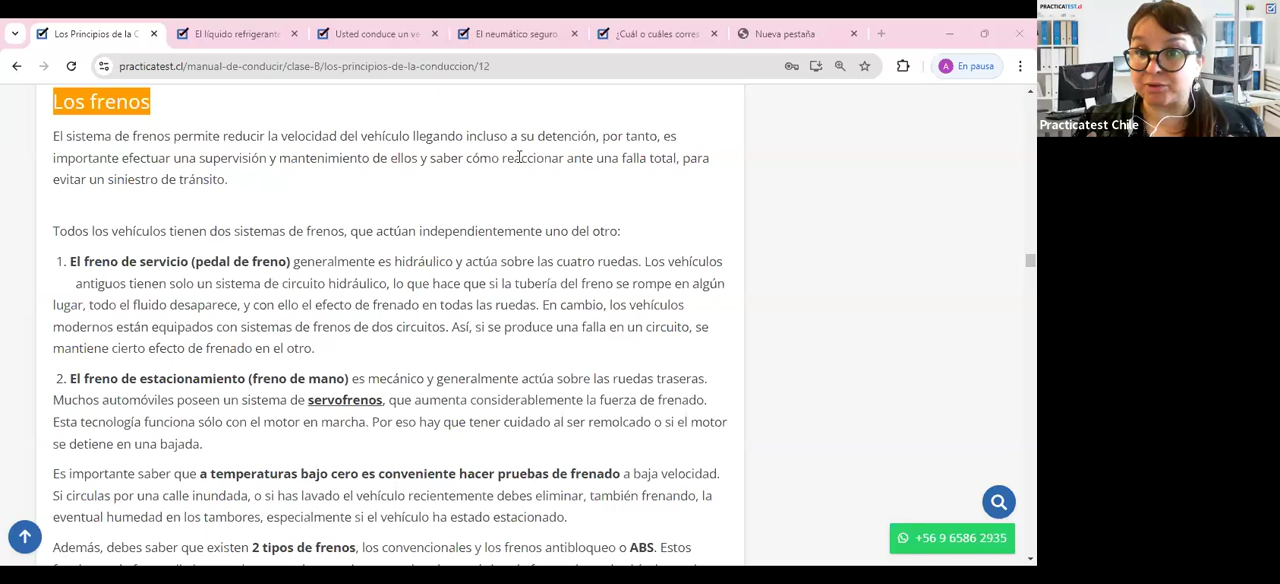 Los Principios de la C
El líquido refrigerante
Usted conduce un ve
El neumático seguro
¿Cuál o cuáles corres
Nueva pestaña
practicatest.cl/manual-de-conducir/clase-B/los-principios-de-la-conduccion/12
A En pausa
PRACTICATEST.cl
Practicatest Chile
Los frenos
El sistema de frenos permite reducir la velocidad del vehículo llegando incluso a su detención, por tanto, es
importante efectuar una supervisión y mantenimiento de ellos y saber cómo reaccionar ante una falla total, para
evitar un siniestro de tránsito.
Todos los vehículos tienen dos sistemas de frenos, que actúan independientemente uno del otro:
1. El freno de servicio (pedal de freno) generalmente es hidráulico y actúa sobre las cuatro ruedas. Los vehículos
antiguos tienen solo un sistema de circuito hidráulico, lo que hace que si la tubería del freno se rompe en algún
lugar, todo el fluido desaparece, y con ello el efecto de frenado en todas las ruedas. En cambio, los vehículos
modernos están equipados con sistemas de frenos de dos circuitos. Así, si se produce una falla en un circuito, se
mantiene cierto efecto de frenado en el otro.
2. El freno de estacionamiento (freno de mano) es mecánico y generalmente actúa sobre las ruedas traseras.
Muchos automóviles poseen un sistema de servofrenos, que aumenta considerablemente la fuerza de frenado.
Esta tecnología funciona sólo con el motor en marcha. Por eso hay que tener cuidado al ser remolcado o si el motor
se detiene en una bajada.
Es importante saber que a temperaturas bajo cero es conveniente hacer pruebas de frenado a baja velocidad.
Si circulas por una calle inundada, o si has lavado el vehículo recientemente debes eliminar, también frenando, la
eventual humedad en los tambores, especialmente si el vehículo ha estado estacionado.
Además, debes saber que existen 2 tipos de frenos, los convencionales y los frenos antibloqueo o ABS. Estos
+56 9 6586 2935